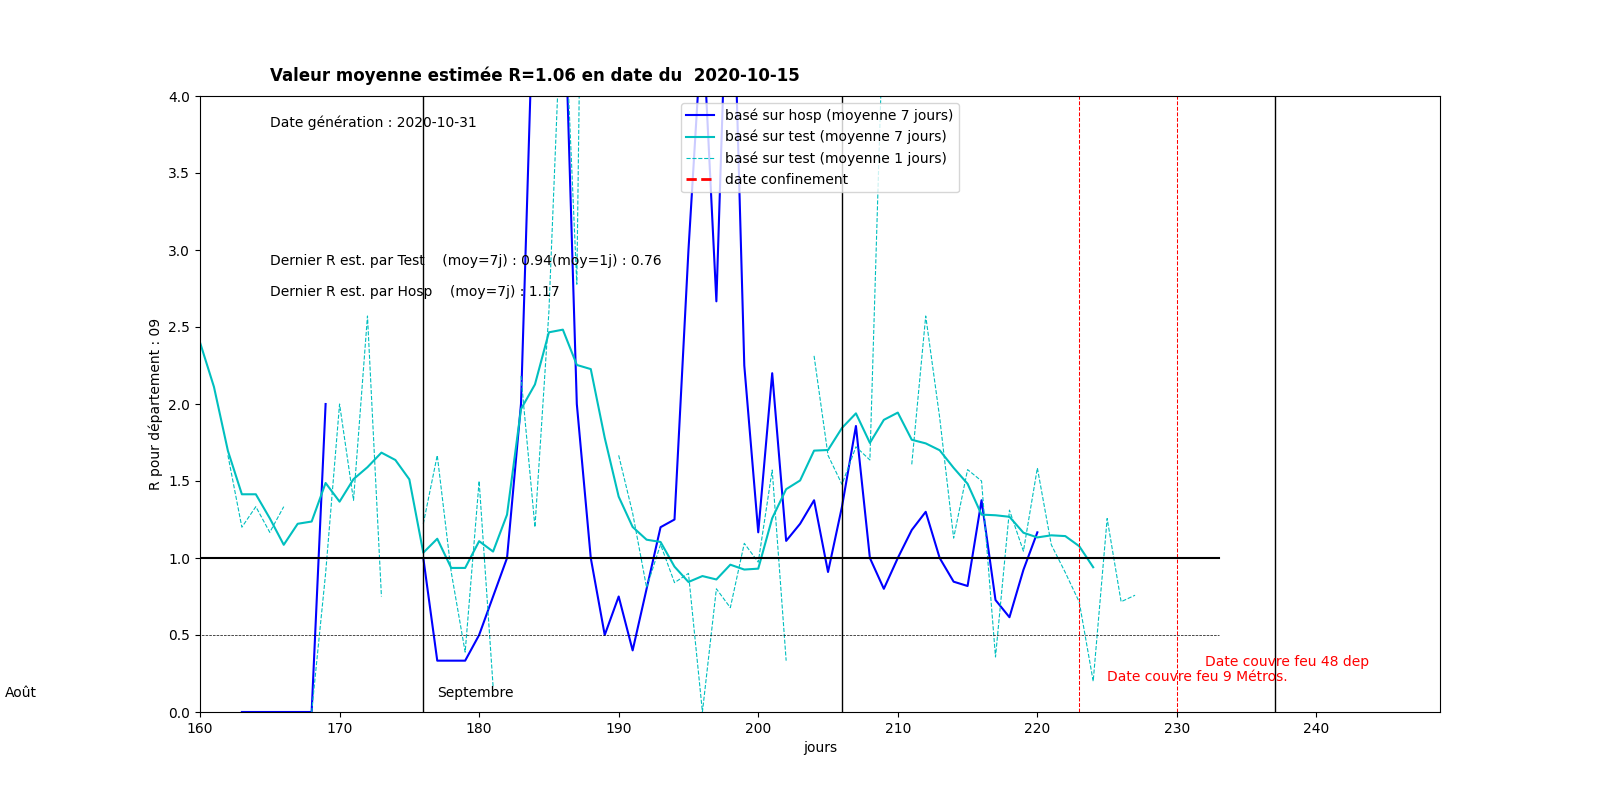 Valeur moyenne estimée R=1.06 en date du  2020-10-15
4.0
Date génération : 2020-10-31
basé sur hosp (moyenne 7 jours)
basé sur test (moyenne 7 jours)
basé sur test (moyenne 1 jours)
date confinement
3.5
3.0
Dernier R est. par Test    (moy=7j) : 0.94(moy=1j) : 0.76
Dernier R est. par Hosp    (moy=7j) : 1.17
2.5
R pour département : 09
2.0
1.5
1.0
0.5
Date couvre feu 48 dep
Date couvre feu 9 Métros.
Août
Septembre
0.0
160 170 180 190 200 210 220 230 240
jours